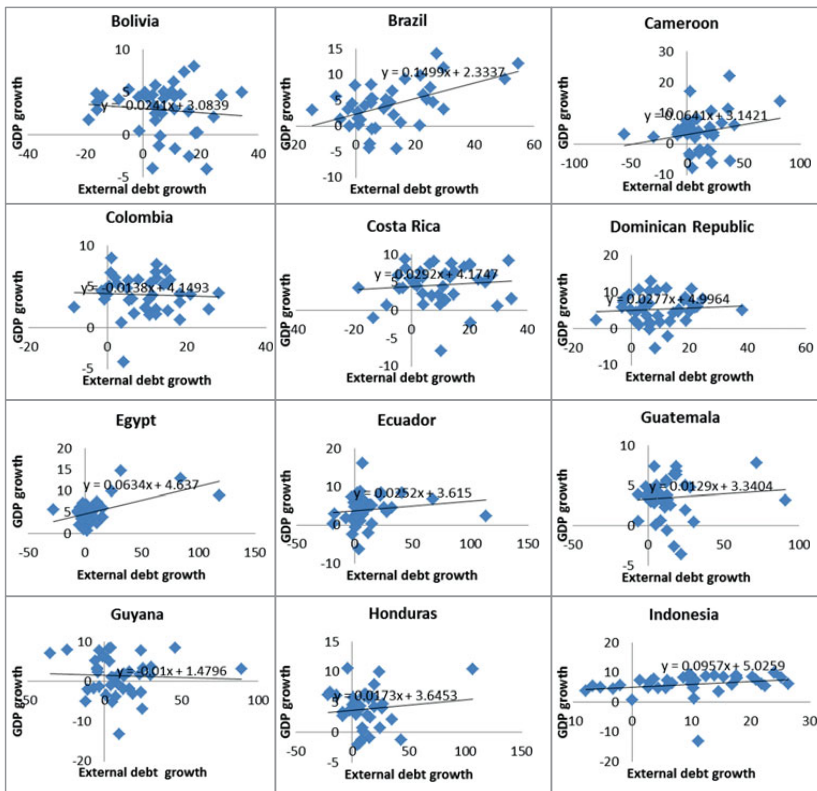 Bolivia
GDP growth
10
5
y = -0.0241x + 3.0839
0
-40 -20 0 20 40
-5
External debt growth
Brazil
GDP growth
15
10
y = 0.1499x + 2.3337
5
0
-20 0 20 40 60
-5
-10
External debt growth
Cameroon
GDP growth
30
20
10
y = 0.0641x + 3.1421
0
-100 -50 0 50 100
-10
External debt growth
Colombia
GDP growth
10
5
y = -0.0138x + 4.1493
0
-20 0 20 40
-5
External debt growth
Costa Rica
GDP growth
10
y = 0.0292x + 4.1747
5
0
-20 0 20 40
-5
-10
External debt growth
Dominican Republic
GDP growth
20
10
y = 0.0277x + 4.9964
0
-20 0 20 40 60
-10
External debt growth
Egypt
GDP growth
20
15
y = 0.0634x + 4.637
10
5
0
-50 0 50 100 150
External debt growth
Ecuador
GDP growth
20
10
y = 0.0252x + 3.615
0
-50 0 50 100 150
-10
External debt growth
Guatemala
GDP growth
10
5
y = 0.0129x + 3.3404
0
-50 0 50 100
-5
External debt growth
Guyana
GDP growth
10
y = -0.01x + 1.4796
0
-50 0 50 100
-10
-20
External debt growth
Honduras
GDP growth
15
10
y = 0.0173x + 3.6453
5
0
-50 0 50 100 150
-5
External debt growth
Indonesia
GDP growth
20
y = 0.0957x + 5.0259
10
0
-10 0 10 20 30
-10
-20
External debt growth